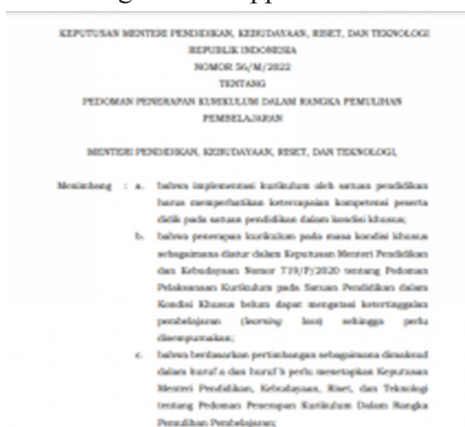 KEPUTUSAN MENTERI PENDIDIKAN, KEBUDAYAAN, RISET, DAN TEKNOLOGI
REPUBLIK INDONESIA
NOMOR 56/M/2022
TENTANG
PEDOMAN PENERAPAN KURIKULUM DALAM RANGKA PEMULIHAN
PEMBELAJARAN
MENTERI PENDIDIKAN, KEBUDAYAAN, RISET, DAN TEKNOLOGI,
Menimbang : a. bahwa implementasi kurikulum oleh satuan pendidikan
harus memperhatikan ketercapaian kompetensi peserta
didik pada satuan pendidikan dalam kondisi khusus;
b. bahwa penerapan kurikulum pada masa kondisi khusus
sebagaimana diatur dalam Keputusan Menteri Pendidikan
dan Kebudayaan Nomor 719/P/2020 tentang Pedoman
Pelaksanaan Kurikulum pada Satuan Pendidikan dalam
Kondisi Khusus belum dapat mengatasi ketertinggalan
pembelajaran (learning loss) sehingga perlu
disempurnakan;
c. bahwa berdasarkan pertimbangan sebagaimana dimaksud
dalam huruf a dan huruf b perlu menetapkan Keputusan
Menteri Pendidikan, Kebudayaan, Riset, dan Teknologi
tentang Pedoman Penerapan Kurikulum Dalam Rangka
Pemulihan Pembelajaran;